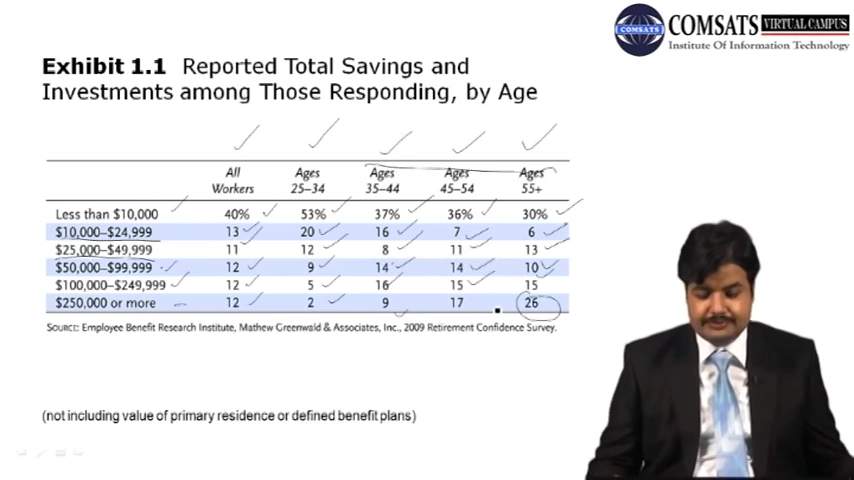 COMSATS
COMSATS VIRTUAL CAMPUS
Institute Of Information Technology
Exhibit 1.1 Reported Total Savings and
Investments among Those Responding, by Age
All Workers Ages 25–34 Ages 35–44 Ages 45–54 Ages 55+
Less than $10,000 40% 53% 37% 36% 30%
$10,000–$24,999 13 20 16 7 6
$25,000–$49,999 11 12 8 11 13
$50,000–$99,999 12 9 14 14 10
$100,000–$249,999 12 5 16 15 15
$250,000 or more 12 2 9 17 26
SOURCE: Employee Benefit Research Institute, Mathew Greenwald & Associates, Inc., 2009 Retirement Confidence Survey.
(not including value of primary residence or defined benefit plans)